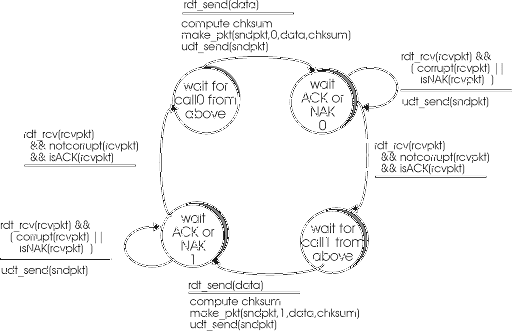 rdt_send(data)
compute chksum
make_pkt(sndpkt,0,data,chksum)
udt_send(sndpkt)
wait for
call0 from
above
wait
ACK or
NAK
0
rdt_rcv(rcvpkt) &&
( corrupt(rcvpkt) ||
isNAK(rcvpkt) )
udt_send(sndpkt)
rdt_rcv(rcvpkt)
&& notcorrupt(rcvpkt)
&& isACK(rcvpkt)
rdt_rcv(rcvpkt)
&& notcorrupt(rcvpkt)
&& isACK(rcvpkt)
rdt_rcv(rcvpkt) &&
( corrupt(rcvpkt) ||
isNAK(rcvpkt) )
udt_send(sndpkt)
wait
ACK or
NAK
1
wait for
call1 from
above
rdt_send(data)
compute chksum
make_pkt(sndpkt,1,data,chksum)
udt_send(sndpkt)